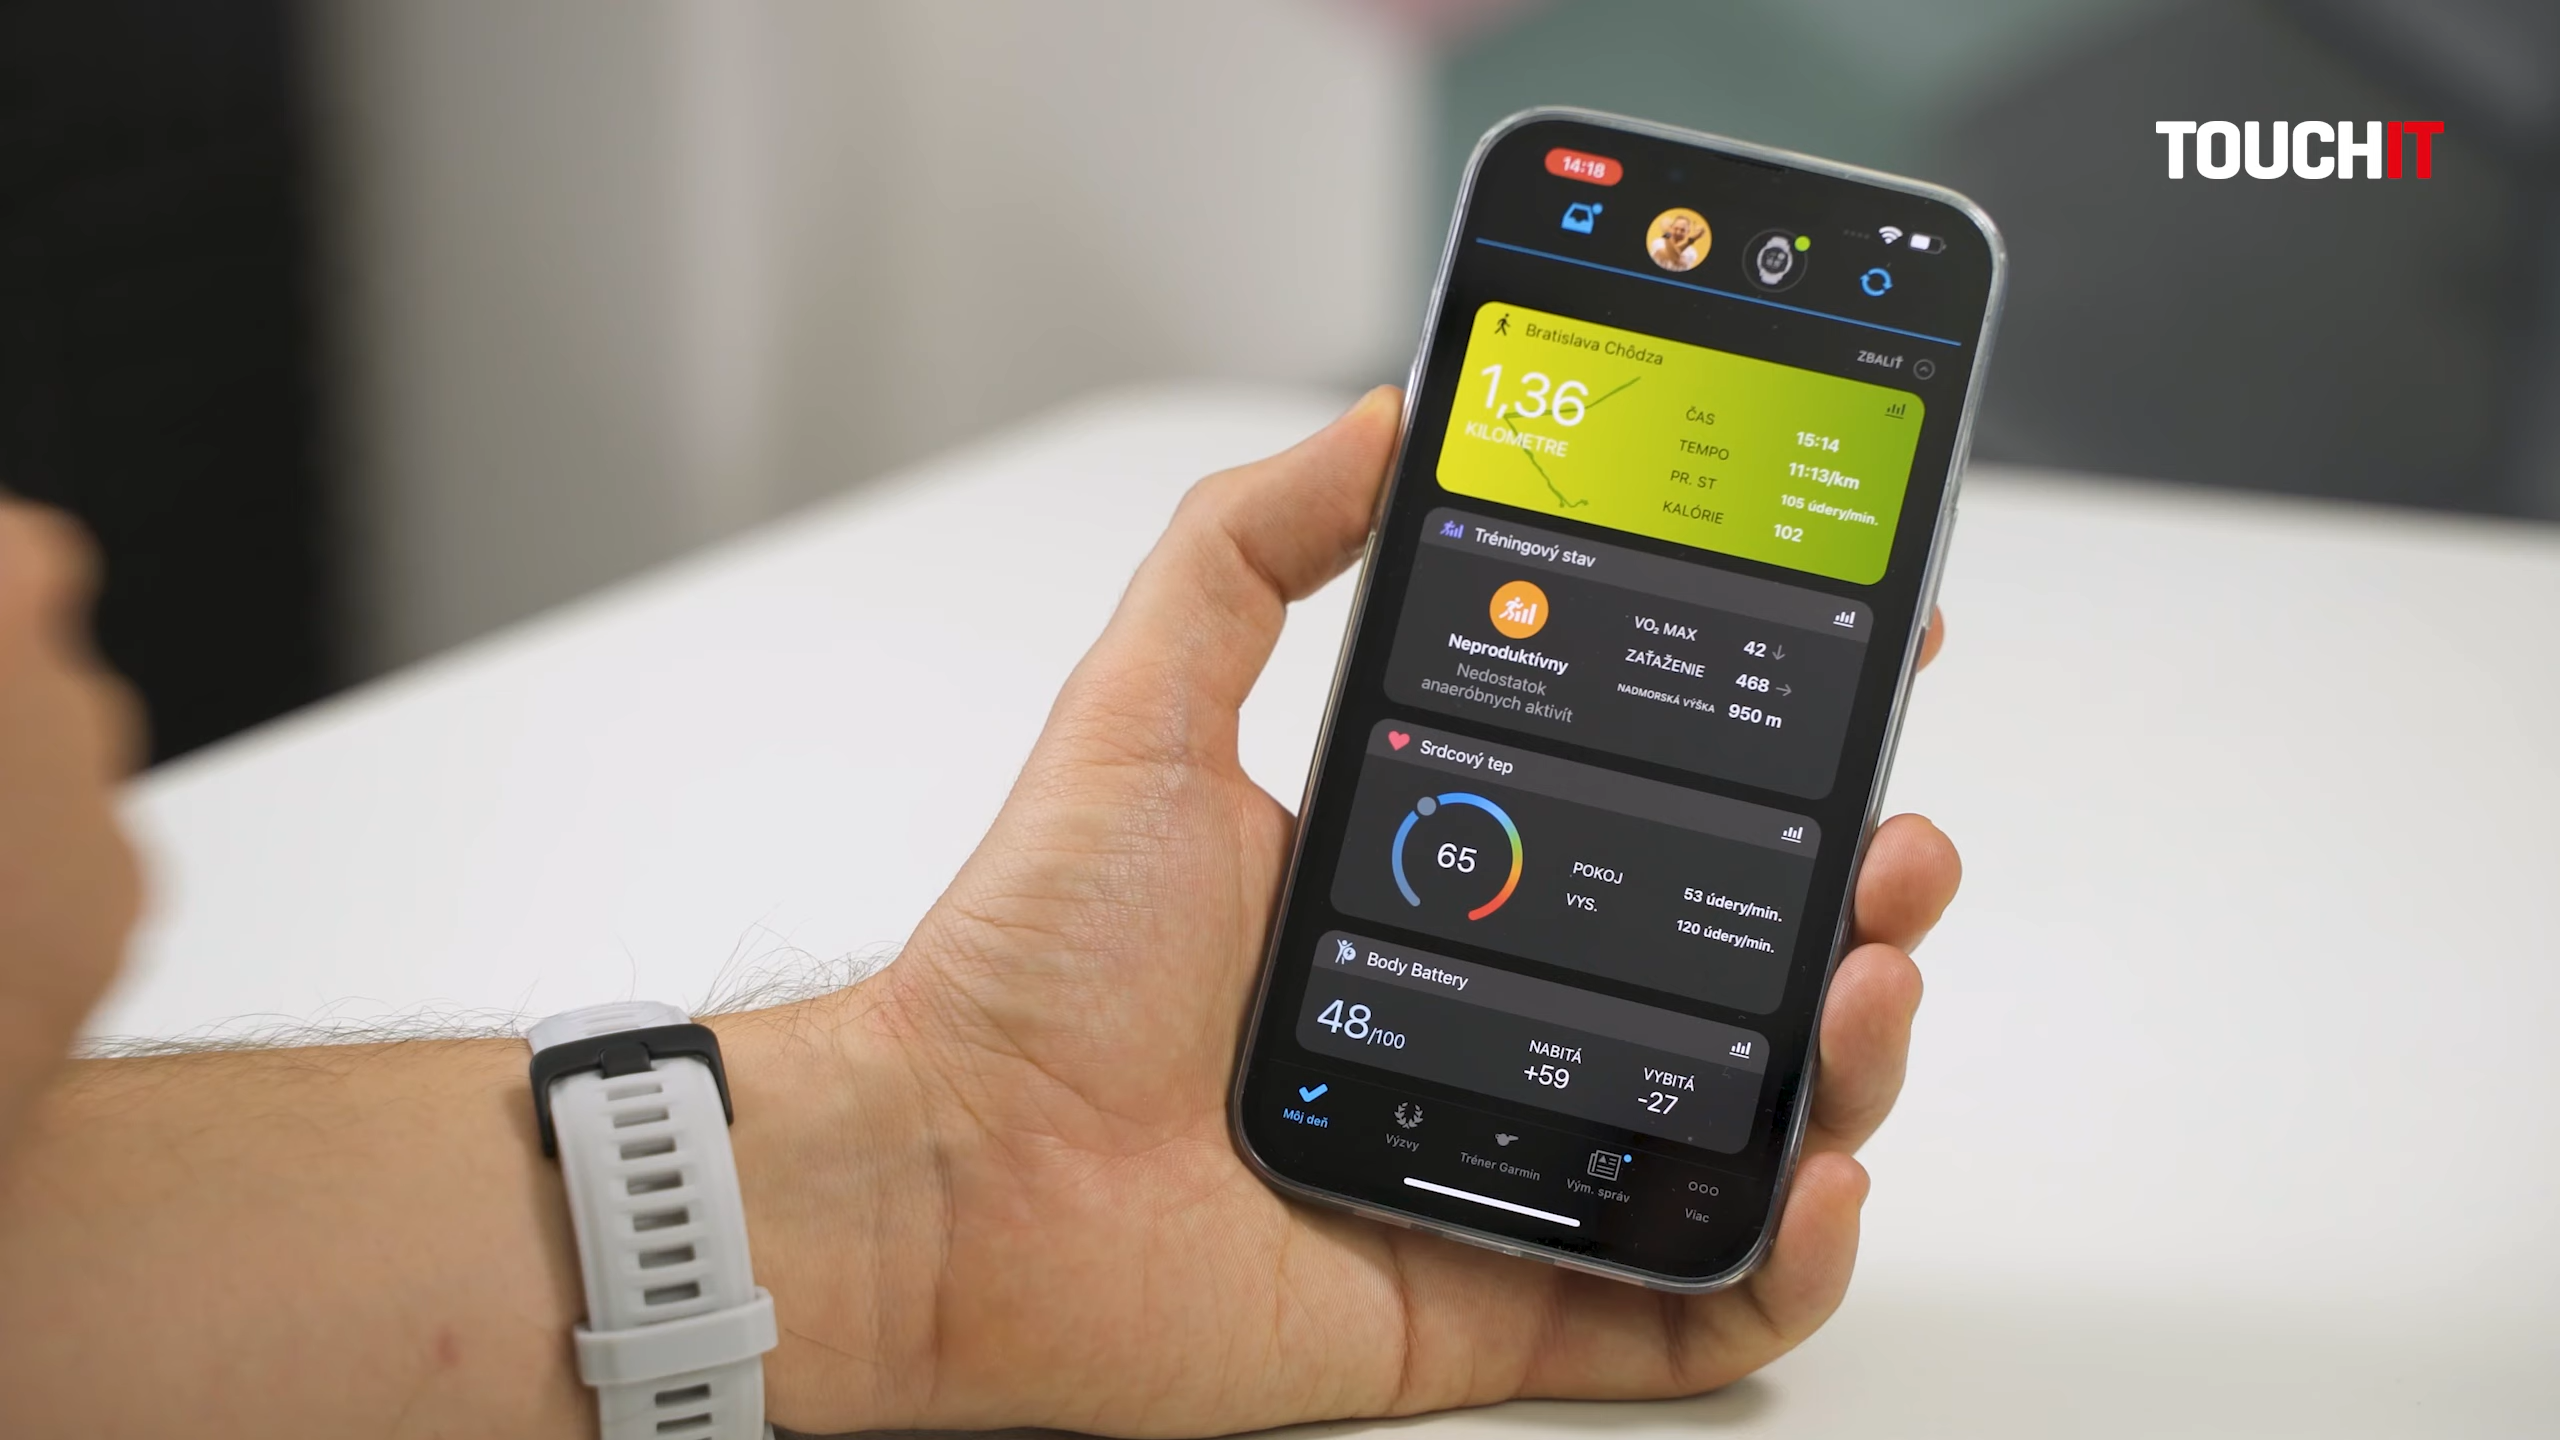 TOUCHIT
14:18
Bratislava Chôdza
ZBALIŤ
1,36
KILOMETRE
ČAS 15:14
TEMPO 11:13/km
PR. ST 105 údery/min.
KALÓRIE 102
Tréningový stav
Neproduktívny
Nedostatok
anaeróbnych aktivít
VO₂ MAX 42
ZAŤAŽENIE 468
NADMORSKÁ VÝŠKA 950 m
Srdcový tep
65
POKOJ 53 údery/min.
VYS. 120 údery/min.
Body Battery
48/100
NABITÁ
+59
VYBITÁ
-27
Môj deň
Výzvy
Tréner Garmin
Vým. správ
Viac